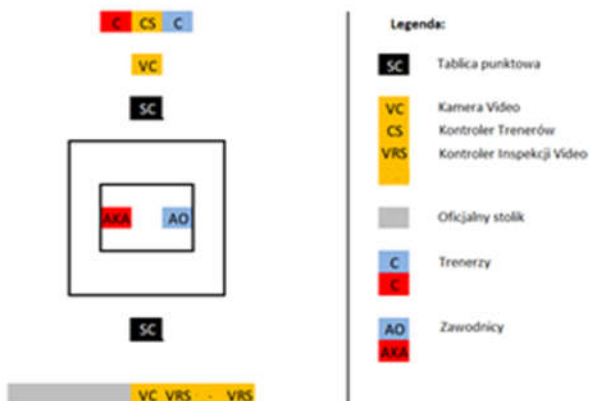 C CS C
VC
SC
AKA AO
SC
VC VRS - VRS
Legenda:
SC Tablica punktowa
VC Kamera Video
CS Kontroler Trenerów
VRS Kontroler Inspekcji Video
Oficjalny stolik
C Trenerzy
C
AO Zawodnicy
AKA